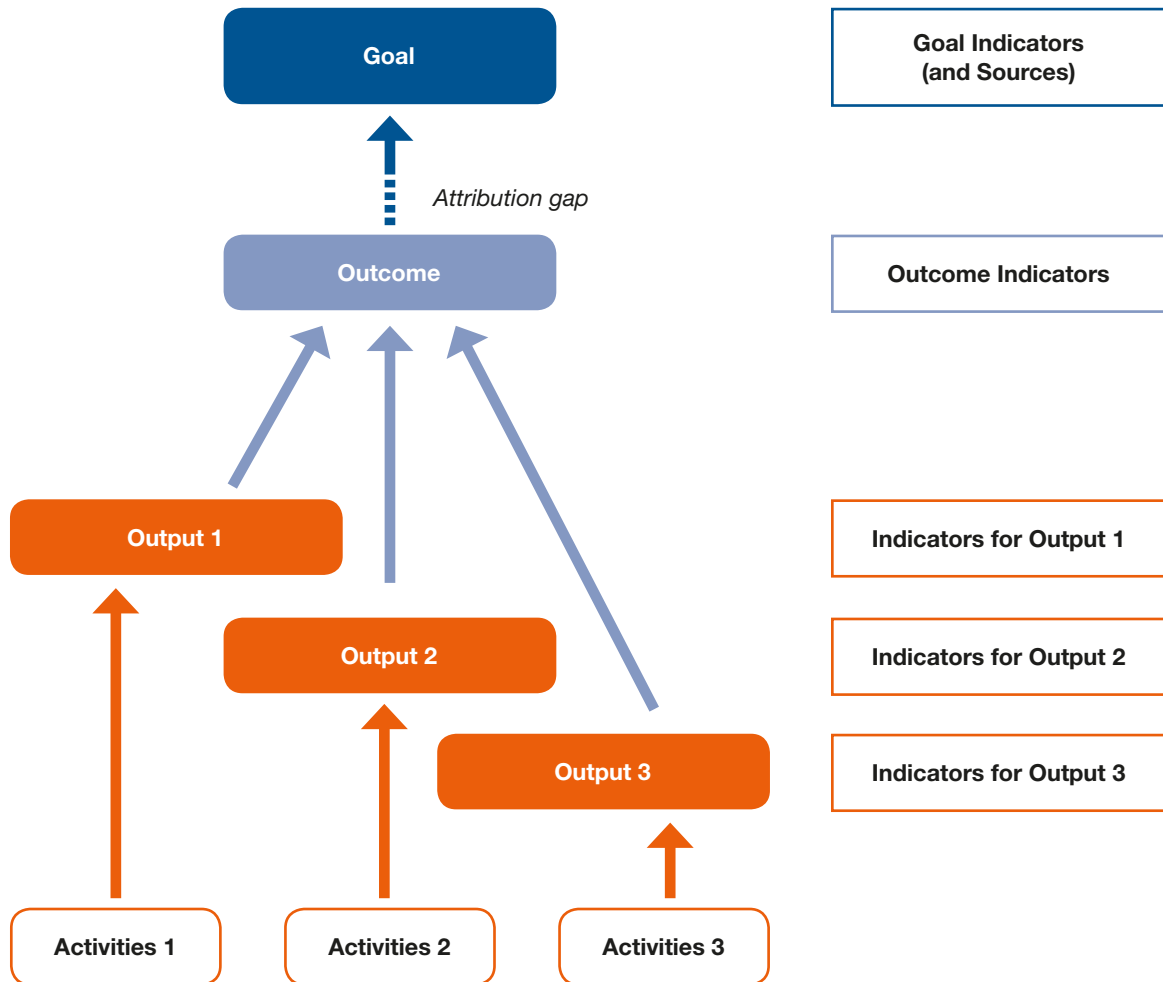 Goal
Goal Indicators
(and Sources)
Attribution gap
Outcome
Outcome Indicators
Output 1
Indicators for Output 1
Output 2
Indicators for Output 2
Output 3
Indicators for Output 3
Activities 1
Activities 2
Activities 3